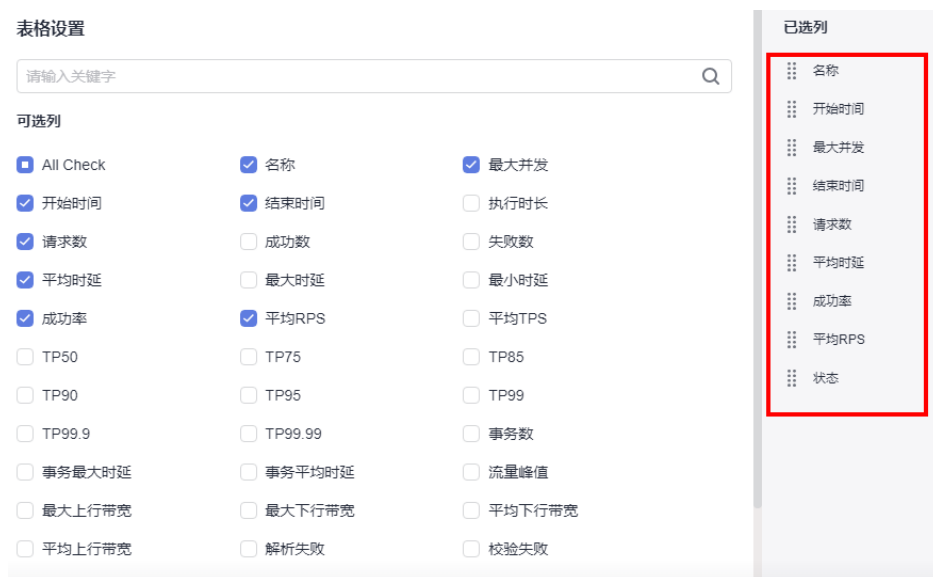 表格设置
请输入关键字
可选列
All Check 名称 最大并发
开始时间 结束时间 执行时长
请求数 成功数 失败数
平均时延 最大时延 最小时延
成功率 平均RPS 平均TPS
TP50 TP75 TP85
TP90 TP95 TP99
TP99.9 TP99.99 事务数
事务最大时延 事务平均时延 流量峰值
最大上行带宽 最大下行带宽 平均下行带宽
平均上行带宽 解析失败 校验失败
已选列
名称
开始时间
最大并发
结束时间
请求数
平均时延
成功率
平均RPS
状态